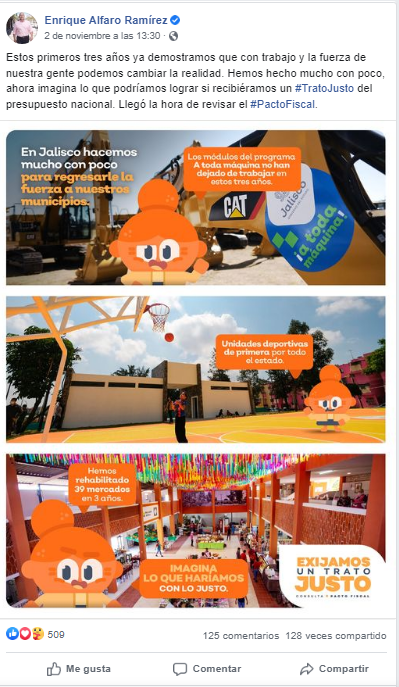 Enrique Alfaro Ramírez
2 de noviembre a las 13:30 ·
Estos primeros tres años ya demostramos que con trabajo y la fuerza de
nuestra gente podemos cambiar la realidad. Hemos hecho mucho con poco,
ahora imagina lo que podríamos lograr si recibiéramos un #TratoJusto del
presupuesto nacional. Llegó la hora de revisar el #PactoFiscal.
En Jalisco hacemos
mucho con poco
para regresarle la
fuerza a nuestros
municipios.
Los módulos del programa
A toda máquina no han
dejado de trabajar en
estos tres años.
CAT
Jalisco
¡a toda
máquina!
Unidades deportivas
de primera por todo
el estado.
Hemos
rehabilitado
39 mercados
en 3 años.
IMAGINA
LO QUE HARÍAMOS
CON LO JUSTO.
EXIJAMOS
UN TRATO
JUSTO
CONSULTA Y PACTO FISCAL
509
125 comentarios 128 veces compartido
Me gusta
Comentar
Compartir